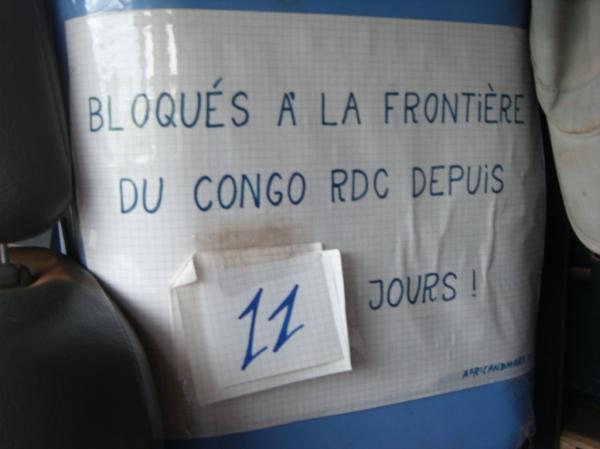 BLOQUÉS À LA FRONTIÈRE
DU CONGO RDC DEPUIS
11 JOURS !